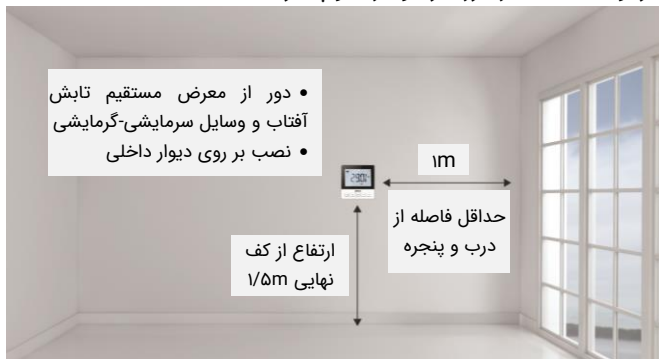 • دور از معرض مستقیم تابش
آفتاب و وسایل سرمایشی-گرمایشی
• نصب بر روی دیوار داخلی
۱m
حداقل فاصله از
درب و پنجره
ارتفاع از کف
نهایی ۱/۵m